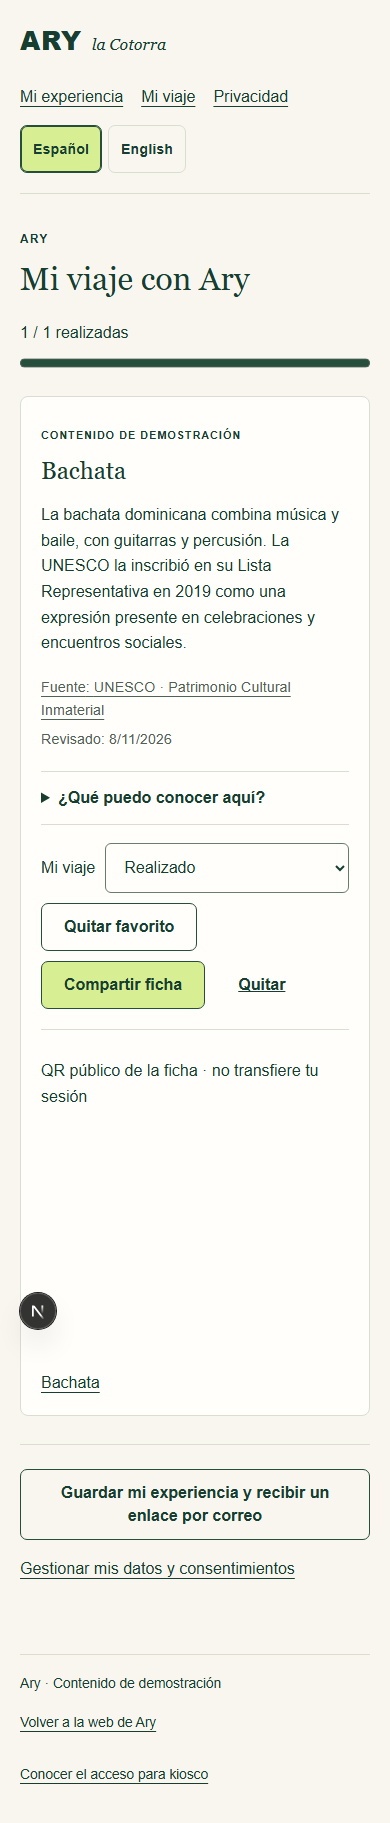 ARY la Cotorra
Mi experiencia Mi viaje Privacidad
Español English
ARY
Mi viaje con Ary
1 / 1 realizadas
CONTENIDO DE DEMOSTRACIÓN
Bachata
La bachata dominicana combina música y
baile, con guitarras y percusión. La
UNESCO la inscribió en su Lista
Representativa en 2019 como una
expresión presente en celebraciones y
encuentros sociales.
Fuente: UNESCO · Patrimonio Cultural
Inmaterial
Revisado: 8/11/2026
¿Qué puedo conocer aquí?
Mi viaje Realizado
Quitar favorito
Compartir ficha Quitar
QR público de la ficha · no transfiere tu
sesión
N
Bachata
Guardar mi experiencia y recibir un
enlace por correo
Gestionar mis datos y consentimientos
Ary · Contenido de demostración
Volver a la web de Ary
Conocer el acceso para kiosco